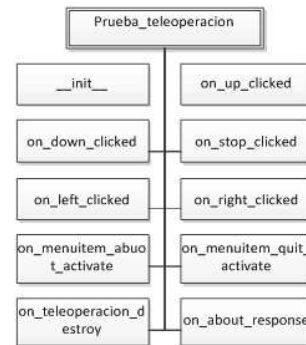 Prueba_teleoperacion
__init__
on_up_clicked
on_down_clicked
on_stop_clicked
on_left_clicked
on_right_clicked
on_menuitem_abuo
t_activate
on_menuitem_quit_
activate
on_teleoperacion_d
estroy
on_about_response